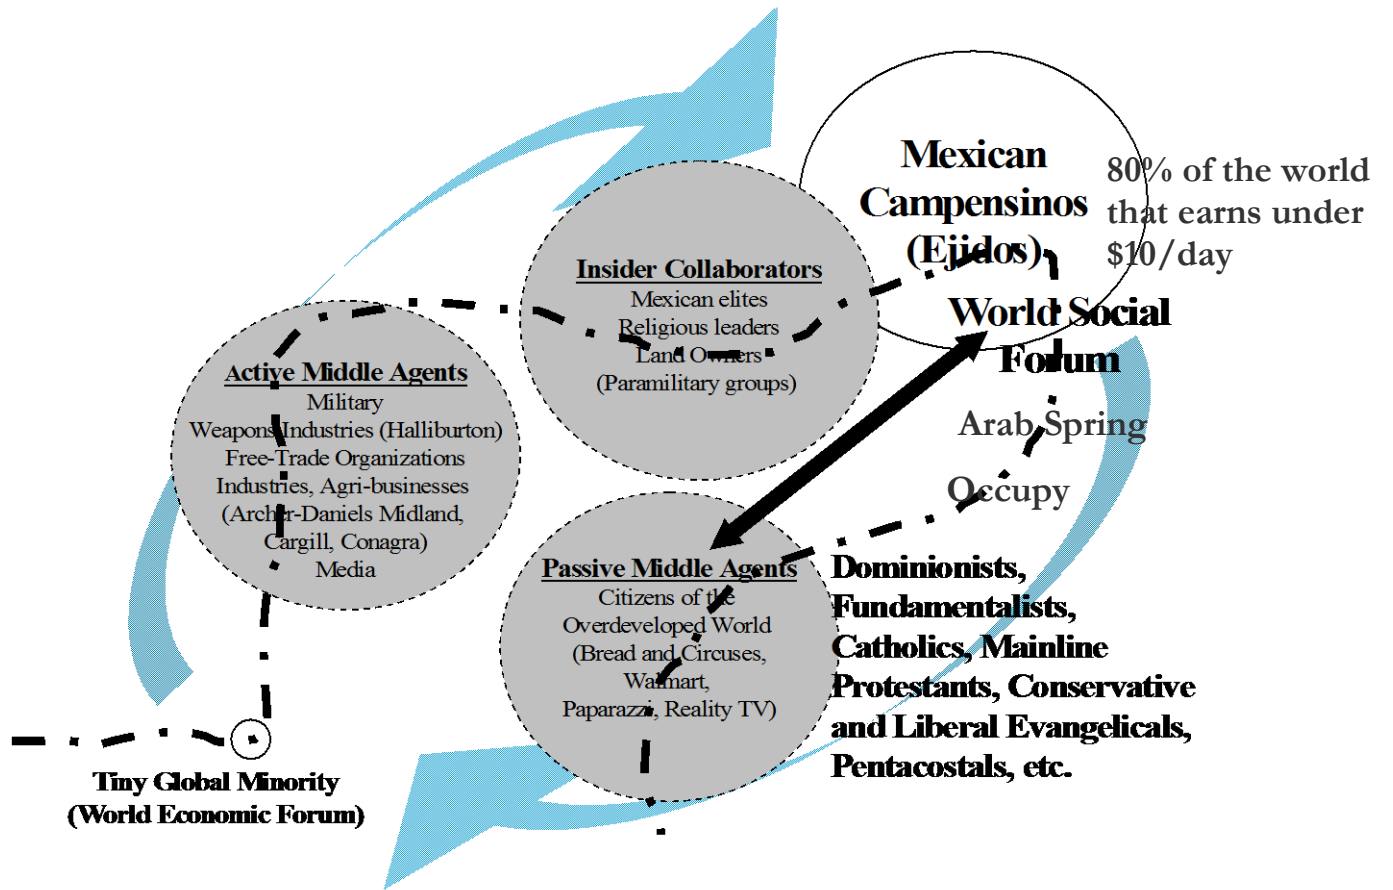 Mexican
Campensinos
(Ejidos)
80% of the world
that earns under
$10/day
Insider Collaborators
Mexican elites
Religious leaders
Land Owners
(Paramilitary groups)
World Social
Forum
Active Middle Agents
Military
Weapons Industries (Halliburton)
Free-Trade Organizations
Industries, Agri-businesses
(Archer-Daniels Midland,
Cargill, Conagra)
Media
Arab Spring
Occupy
Passive Middle Agents
Citizens of the
Overdeveloped World
(Bread and Circuses,
Walmart,
Paparazzi, Reality TV)
Dominionists,
Fundamentalists,
Catholics, Mainline
Protestants, Conservative
and Liberal Evangelicals,
Pentacostals, etc.
Tiny Global Minority
(World Economic Forum)